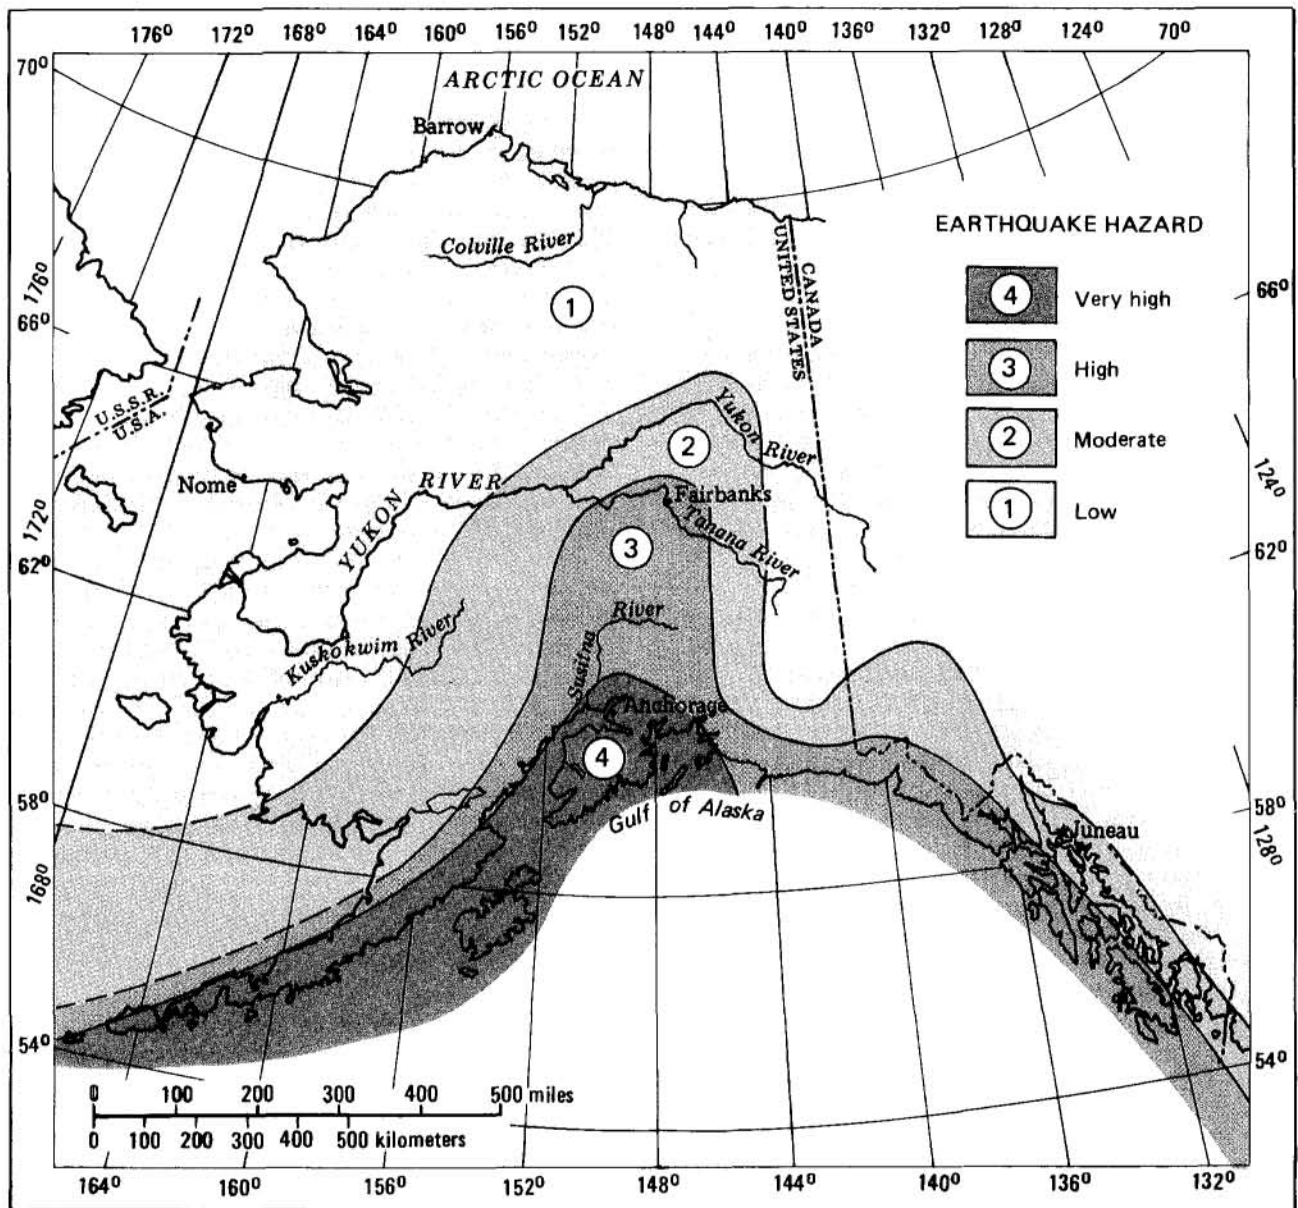 176° 172° 168° 164° 160° 156° 152° 148° 144° 140° 136° 128° 124° 70°
70°
ARCTIC OCEAN
Barrow
EARTHQUAKE HAZARD
Colville River
UNITED STATES
CANADA
176°
66°
66°
1
4 Very high
3 High
2 Moderate
1 Low
U.S.S.R.
U.S.A.
Yukon River
2
Nome
YUKON RIVER
Fairbanks
Tanana River
124°
172°
62°
62°
3
River
Kuskokwim River
Susitna
Anchorage
4
58°
58°
Gulf of Alaska
Juneau
128°
168°
54°
54°
0 100 200 300 400 500 miles
0 100 200 300 400 500 kilometers
164° 160° 156° 152° 148° 144° 140° 136° 132°